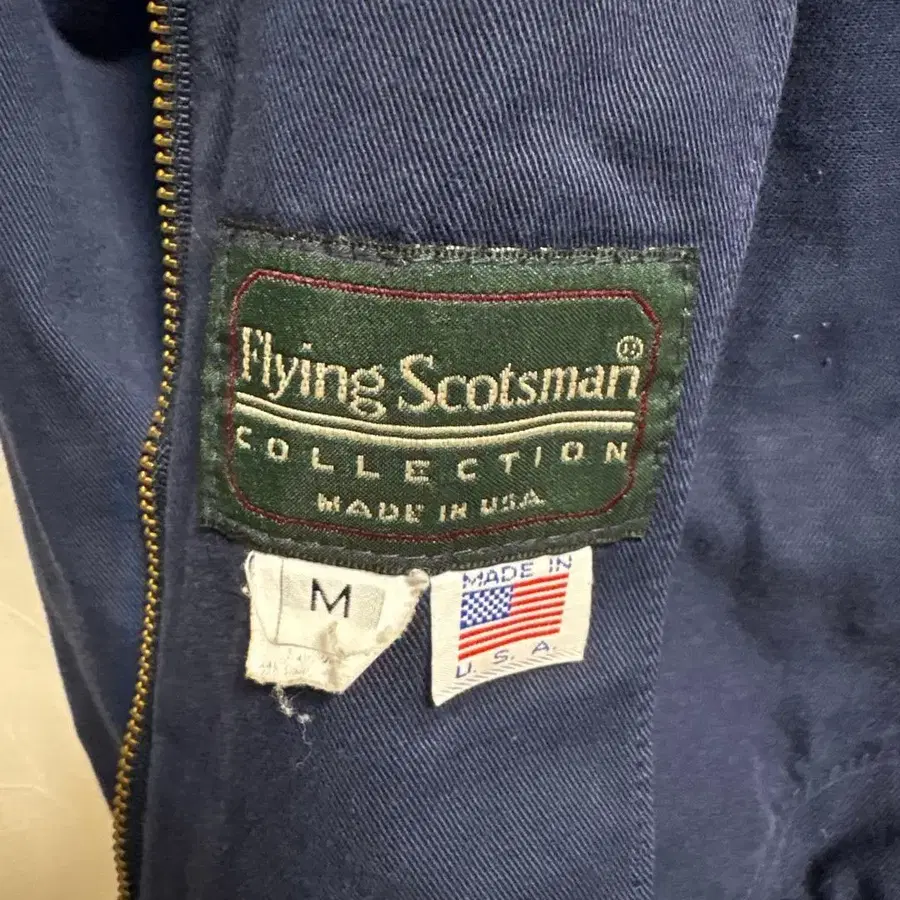 Flying Scotsman®
COLLECTION
MADE IN USA
M
MADE IN
U. S. A.